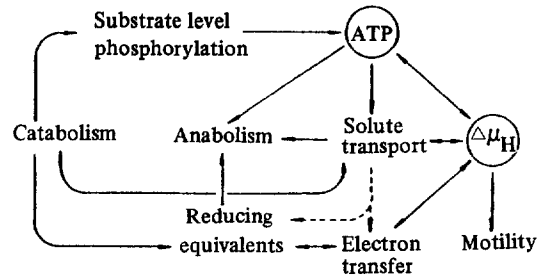 Substrate level
phosphorylation
ATP
Catabolism
Anabolism
Solute
transport
△μH
Reducing
equivalents
Electron
transfer
Motility